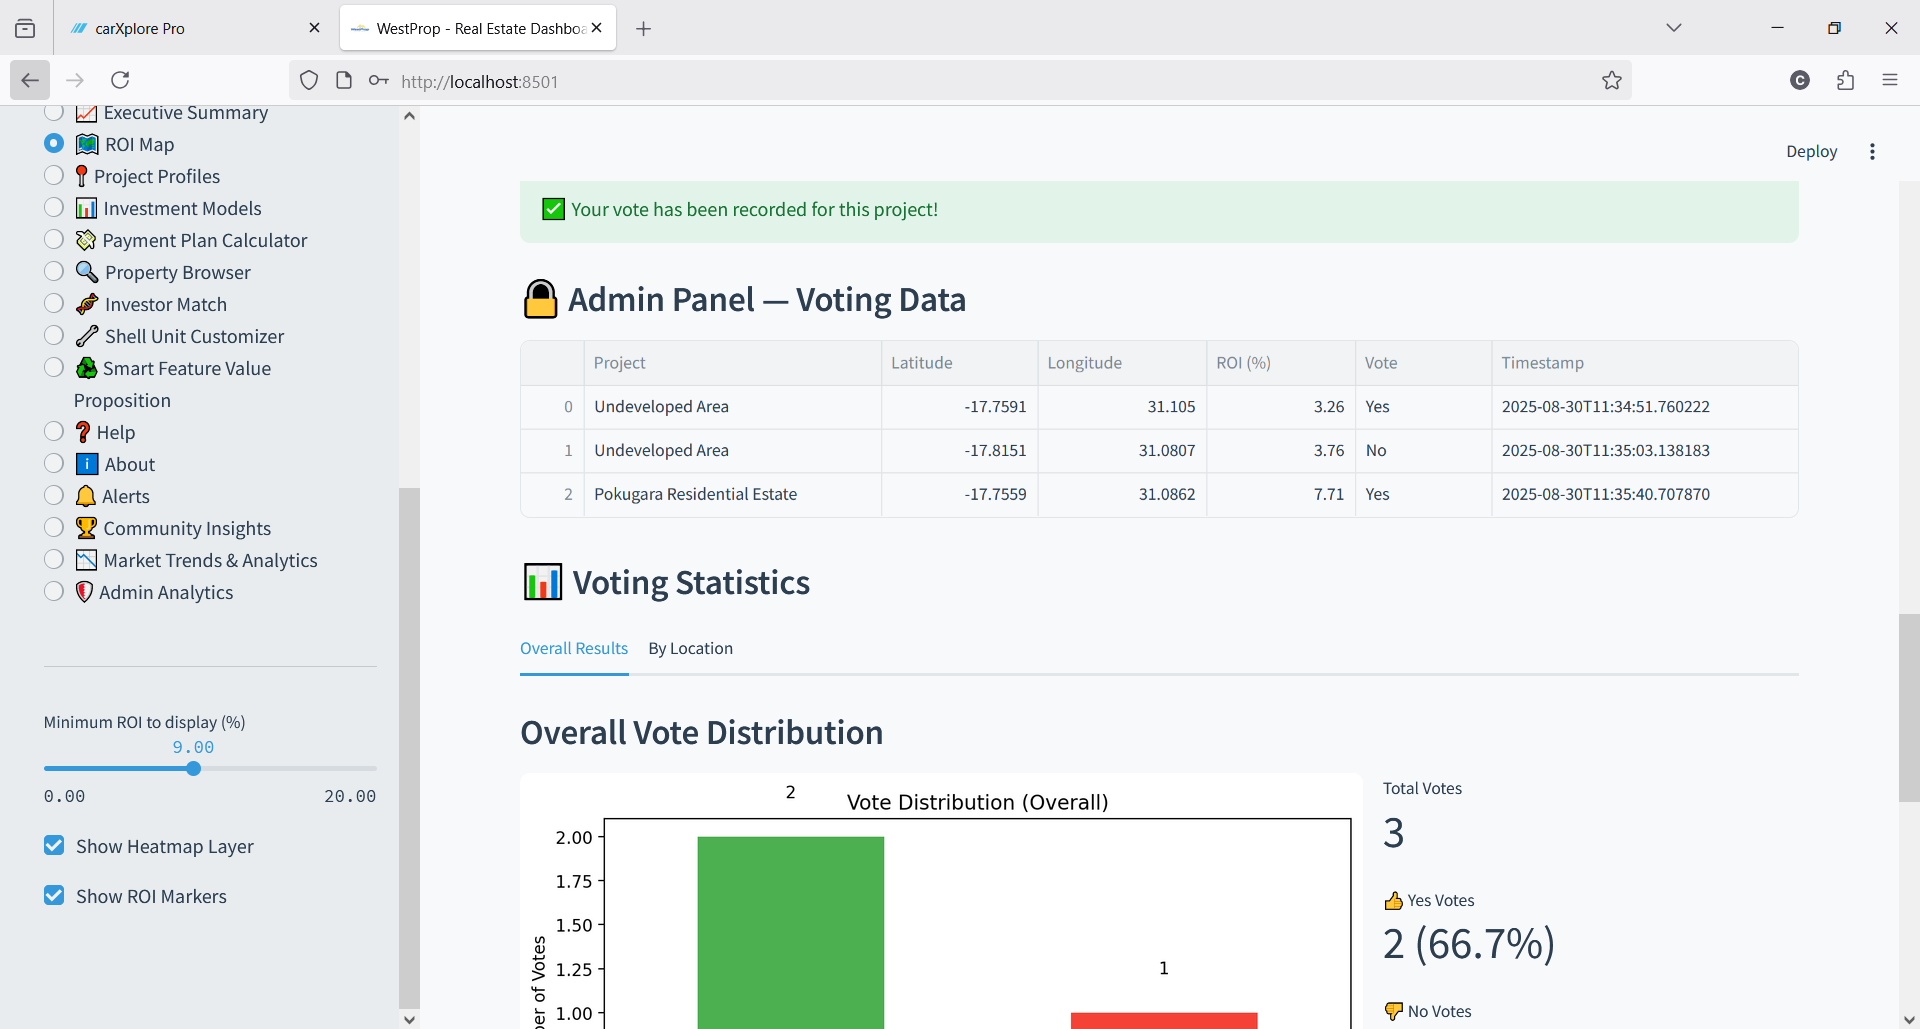 carXplore Pro
WestProp - Real Estate Dashboa
http://localhost:8501
C
Executive Summary
ROI Map
Project Profiles
Investment Models
Payment Plan Calculator
Property Browser
Investor Match
Shell Unit Customizer
Smart Feature Value
Proposition
Help
About
Alerts
Community Insights
Market Trends & Analytics
Admin Analytics
Minimum ROI to display (%)
9.00
0.00 20.00
Show Heatmap Layer
Show ROI Markers
Deploy
Your vote has been recorded for this project!
Admin Panel — Voting Data
Project Latitude Longitude ROI (%) Vote Timestamp
0 Undeveloped Area -17.7591 31.105 3.26 Yes 2025-08-30T11:34:51.760222
1 Undeveloped Area -17.8151 31.0807 3.76 No 2025-08-30T11:35:03.138183
2 Pokugara Residential Estate -17.7559 31.0862 7.71 Yes 2025-08-30T11:35:40.707870
Voting Statistics
Overall Results By Location
Overall Vote Distribution
Vote Distribution (Overall)
2
1
2.00
1.75
1.50
1.25
1.00
per of Votes
Total Votes
3
Yes Votes
2 (66.7%)
No Votes